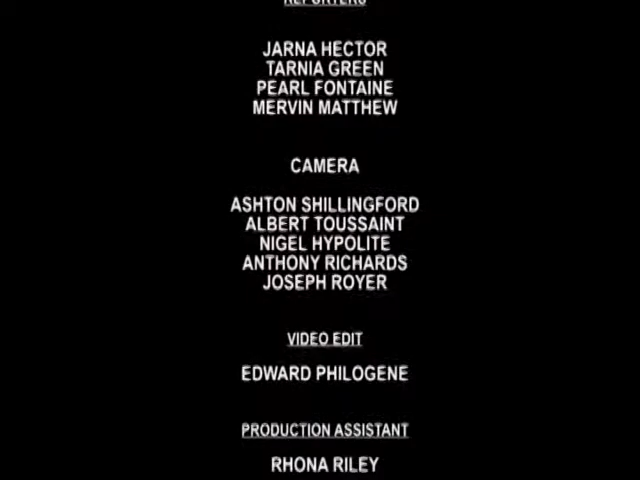 REPORTERS
JARNA HECTOR
TARNIA GREEN
PEARL FONTAINE
MERVIN MATTHEW
CAMERA
ASHTON SHILLINGFORD
ALBERT TOUSSAINT
NIGEL HYPOLITE
ANTHONY RICHARDS
JOSEPH ROYER
VIDEO EDIT
EDWARD PHILOGENE
PRODUCTION ASSISTANT
RHONA RILEY